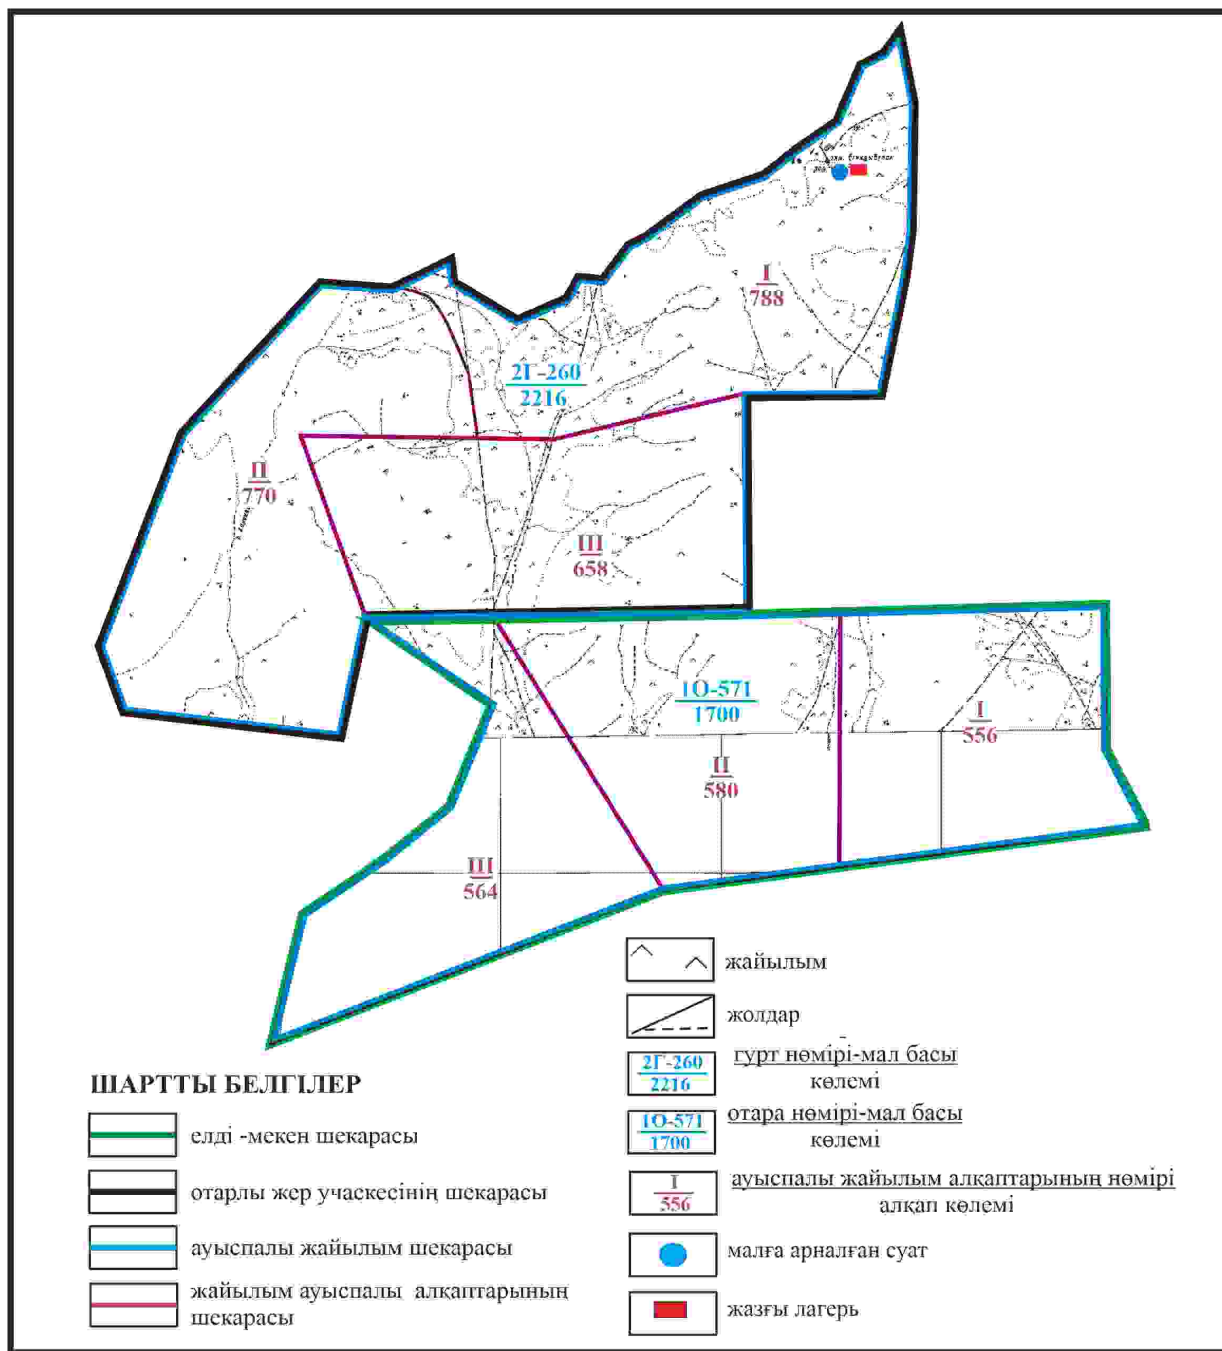 I
788
2Г-260
2216
II
770
III
658
1О-571
1700
I
556
II
580
III
564
жайылым
жолдар
2Г-260
2216
гурт нөмірі-мал басы
көлемі
1О-571
1700
отара нөмірі-мал басы
көлемі
I
556
ауыспалы жайылым алқаптарының нөмірі
алқап көлемі
малға арналған суат
жазғы лагерь
ШАРТТЫ БЕЛГІЛЕР
елді -мекен шекарасы
отарлы жер учаскесінің шекарасы
ауыспалы жайылым шекарасы
жайылым ауыспалы алқаптарының
шекарасы